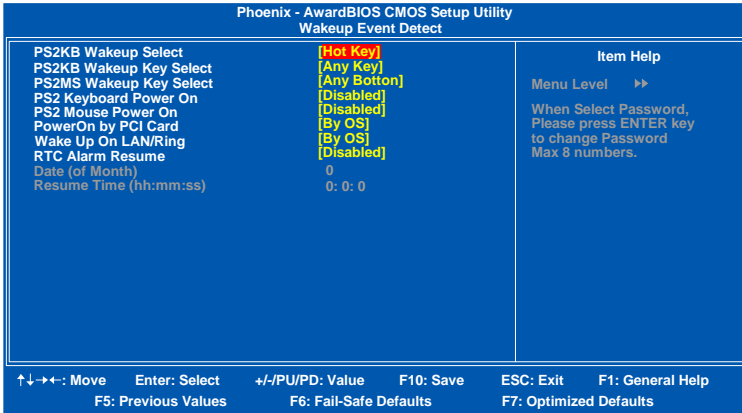 Phoenix - AwardBIOS CMOS Setup Utility
Wakeup Event Detect
PS2KB Wakeup Select [Hot Key]
PS2KB Wakeup Key Select [Any Key]
PS2MS Wakeup Key Select [Any Botton]
PS2 Keyboard Power On [Disabled]
PS2 Mouse Power On [Disabled]
PowerOn by PCI Card [By OS]
Wake Up On LAN/Ring [By OS]
RTC Alarm Resume [Disabled]
Date (of Month) 0
Resume Time (hh:mm:ss) 0: 0: 0
Item Help
Menu Level ▸▸
When Select Password,
Please press ENTER key
to change Password
Max 8 numbers.
↑↓→←: Move Enter: Select +/-/PU/PD: Value F10: Save ESC: Exit F1: General Help
F5: Previous Values F6: Fail-Safe Defaults F7: Optimized Defaults